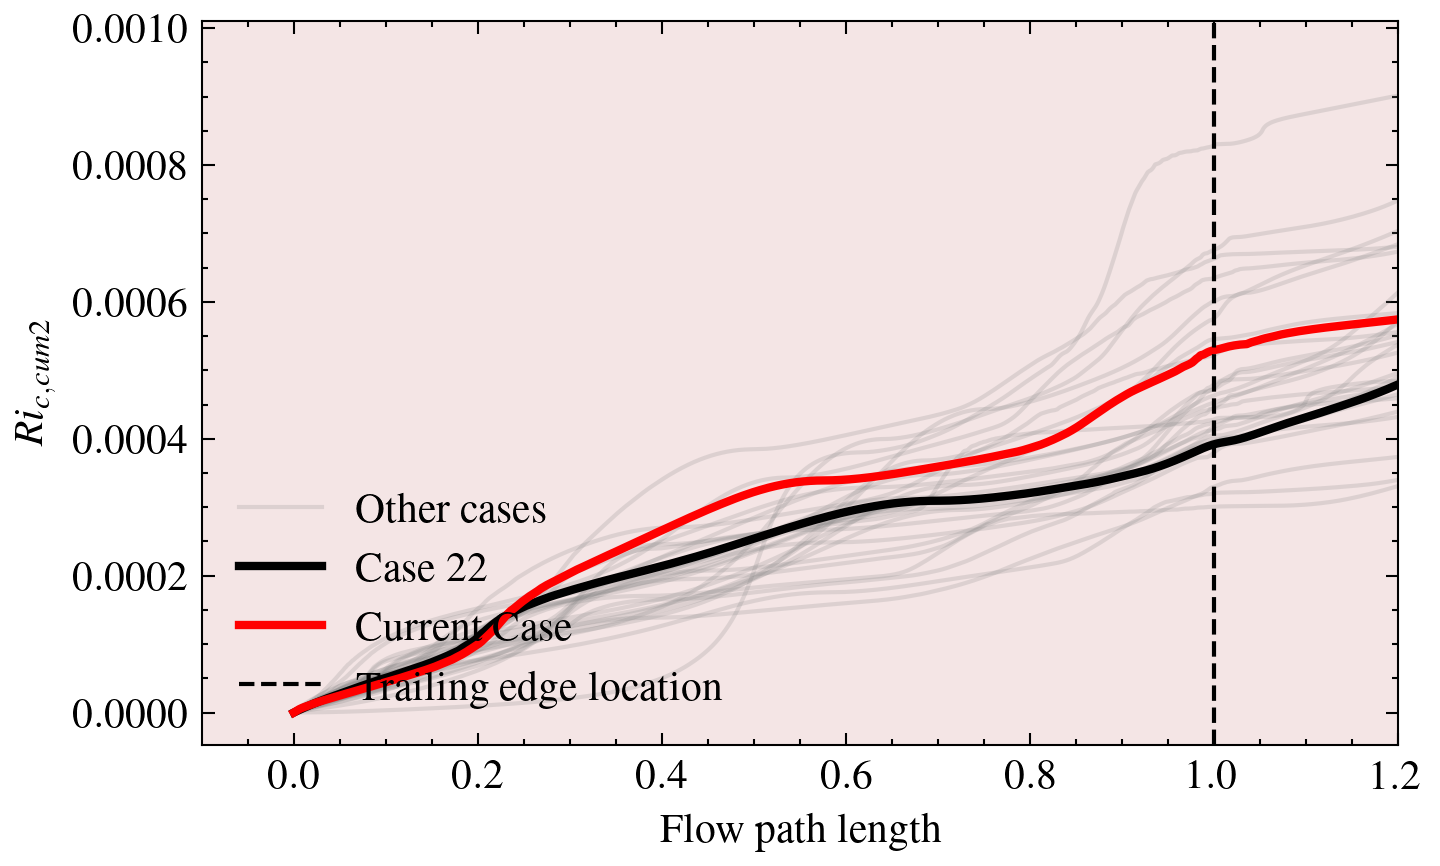 0.0010
0.0008
0.0006
0.0004
0.0002
0.0000
Ri_{c,cum2}
Other cases
Case 22
Current Case
Trailing edge location
0.0 0.2 0.4 0.6 0.8 1.0 1.2
Flow path length